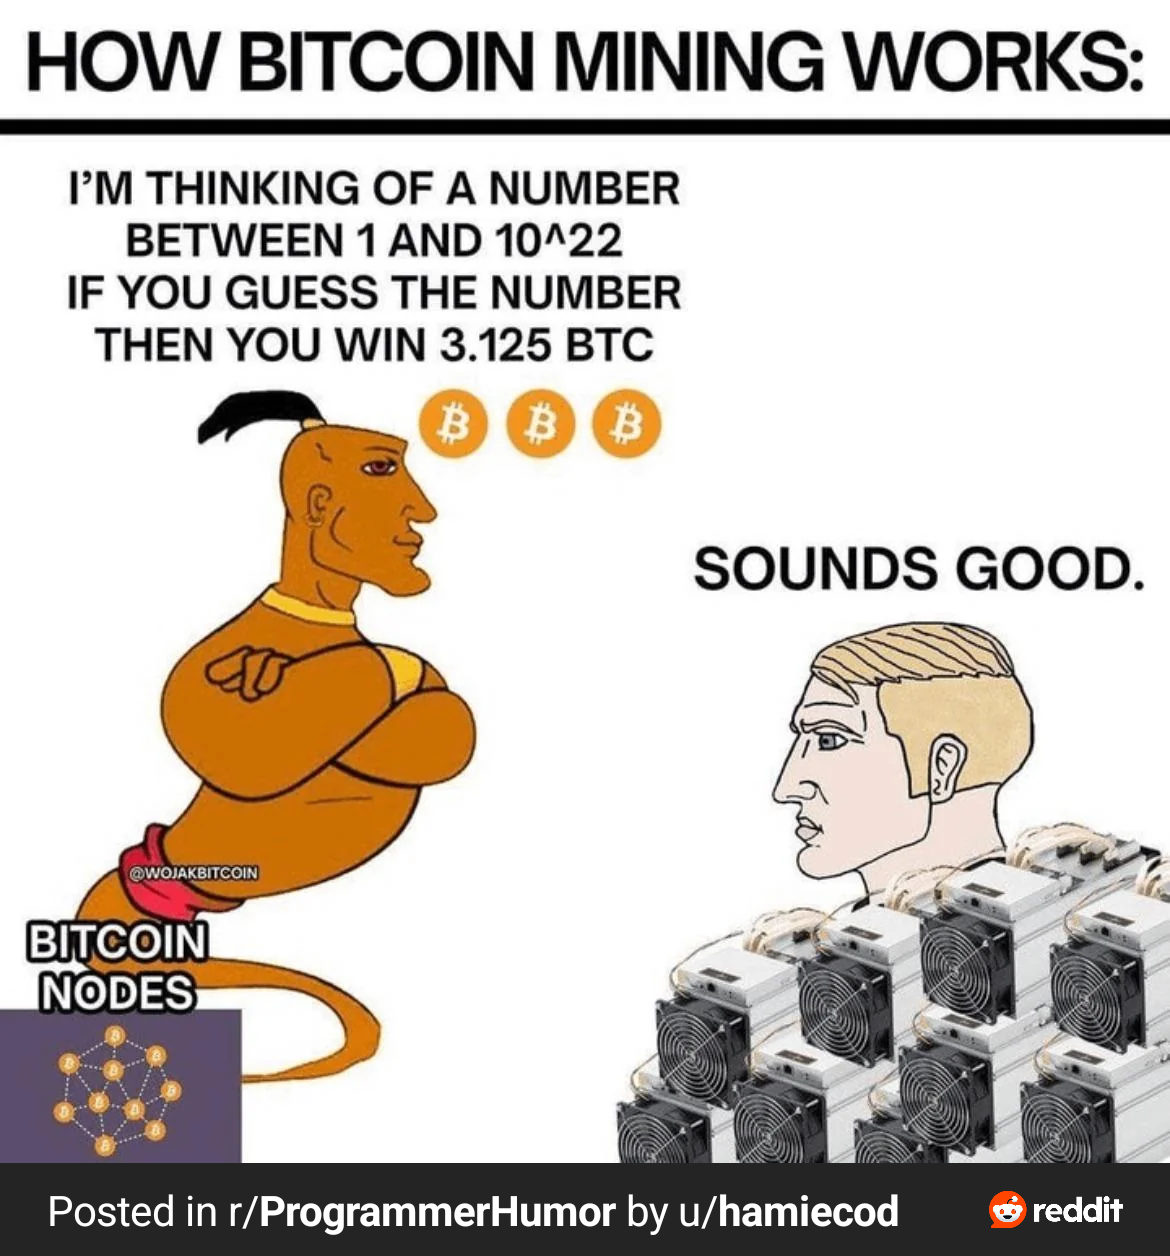 HOW BITCOIN MINING WORKS:
I'M THINKING OF A NUMBER
BETWEEN 1 AND 10^22
IF YOU GUESS THE NUMBER
THEN YOU WIN 3.125 BTC
SOUNDS GOOD.
@WOJAKBITCOIN
BITCOIN
NODES
Posted in r/ProgrammerHumor by u/hamiecod
reddit